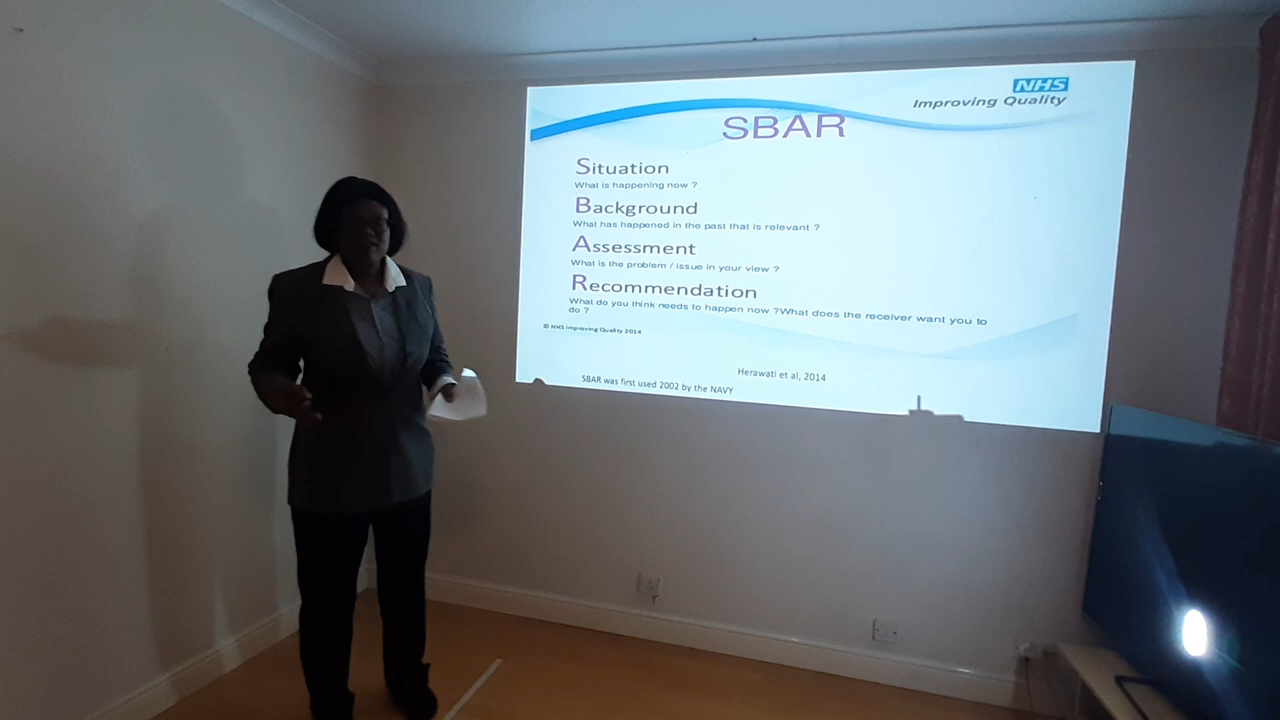 NHS
Improving Quality
SBAR
Situation
What is happening now ?
Background
What has happened in the past that is relevant ?
Assessment
What is the problem / issue in your view ?
Recommendation
What do you think needs to happen now ?What does the receiver want you to
do ?
© NHS Improving Quality 2014
Herawati et al, 2014
SBAR was first used 2002 by the NAVY